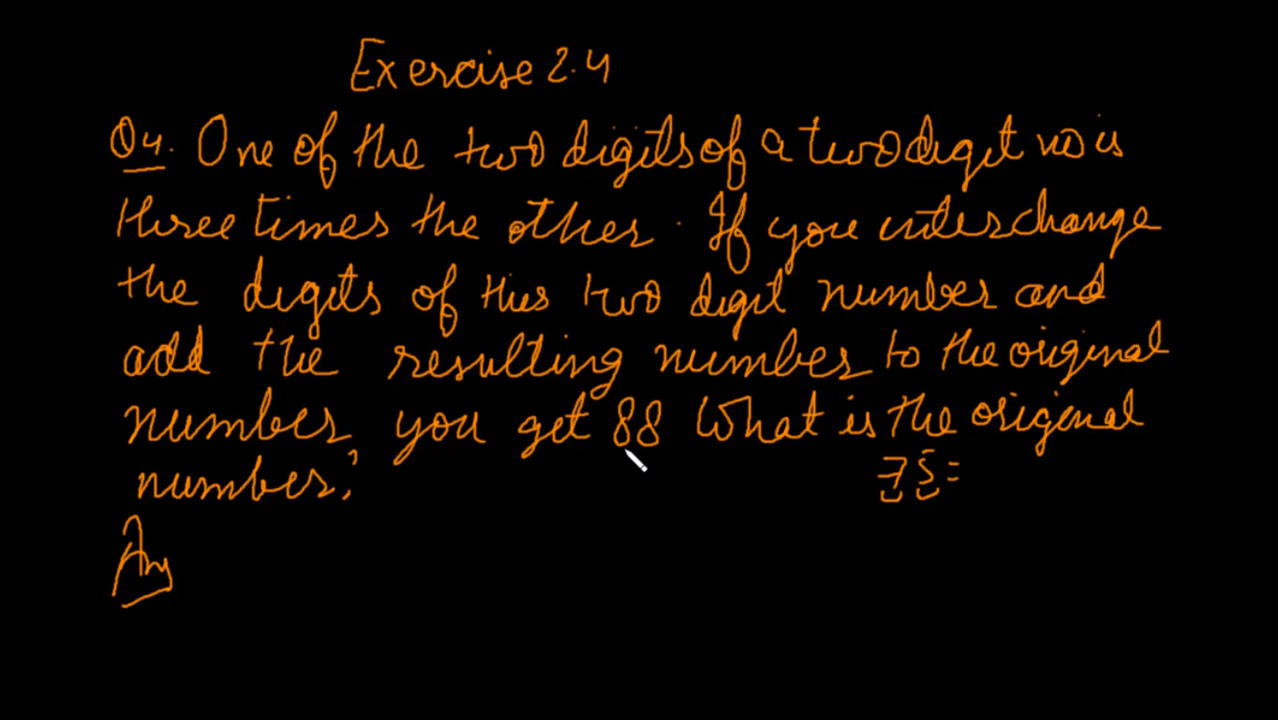 Exercise 2.4
Q4. One of the two digits of a two digit no is
three times the other. If you interchange
the digits of this two digit number and
add the resulting number to the original
number, you get 88 What is the original
number?
75=
Ans